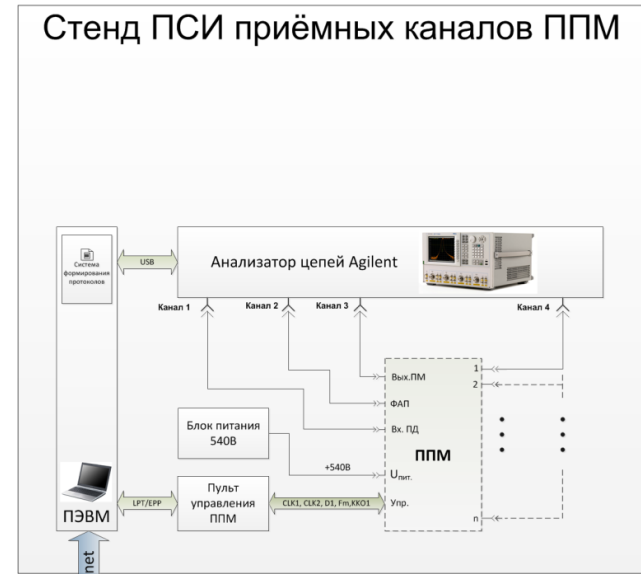 Стенд ПСИ приёмных каналов ППМ
Система
формирования
протоколов
USB
Анализатор цепей Agilent
Канал 1
Канал 2
Канал 3
Канал 4
Вых.ПМ
ФАП
Вх. ПД
ППМ
Uпит.
Упр.
1
2
n
Блок питания
540В
+540В
ПЭВМ
LPT/EPP
Пульт
управления
ППМ
CLK1, CLK2, D1, Fm,KKO1
net